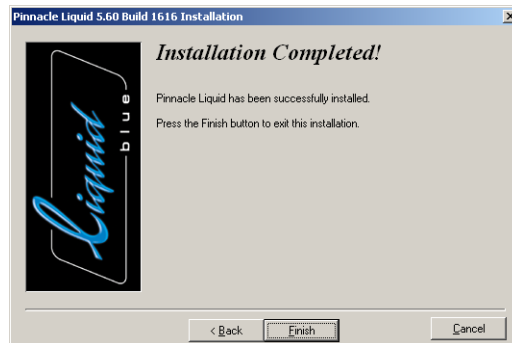 Pinnacle Liquid 5.60 Build 1616 Installation
Installation Completed!
Pinnacle Liquid has been successfully installed.
Press the Finish button to exit this installation.
Liquid
blue
< Back
Finish
Cancel